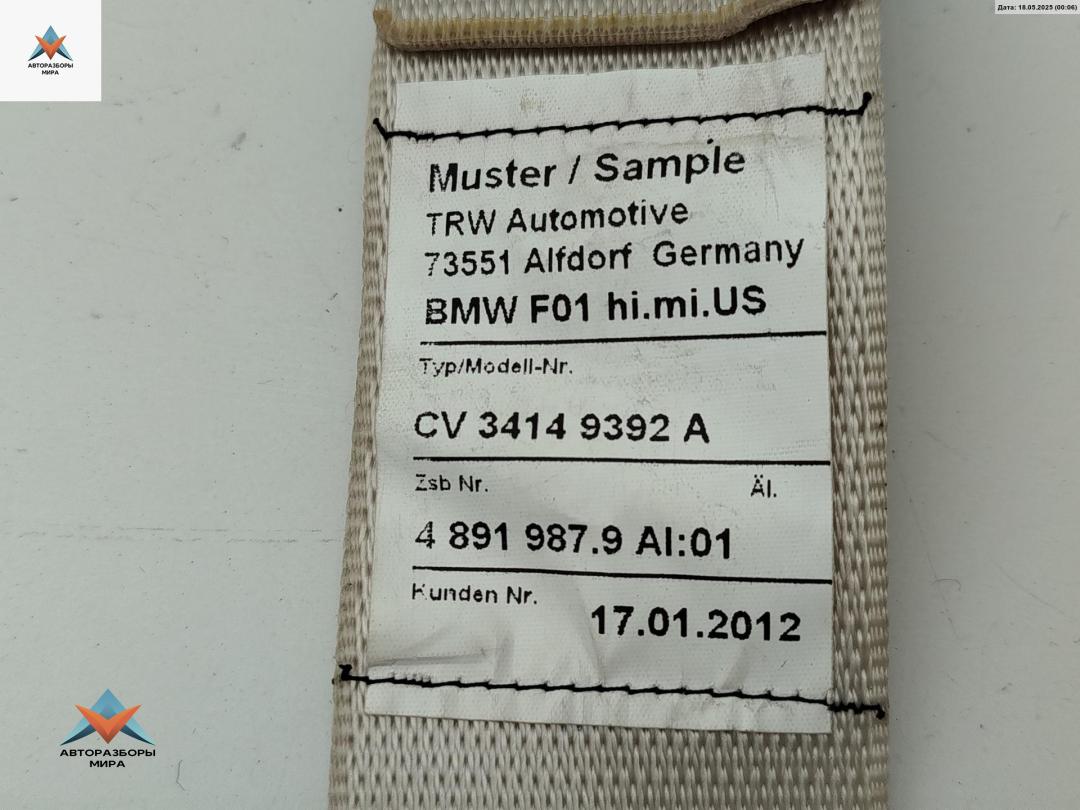 Дата: 18.05.2025 (00:06)
АВТОРАЗБОРЫ
МИРА
Muster / Sample
TRW Automotive
73551 Alfdorf Germany
BMW F01 hi.mi.US
Typ/Modell-Nr.
CV 3414 9392 A
Zsb Nr. Äl.
4 891 987.9 AI:01
Kunden Nr.
17.01.2012
АВТОРАЗБОРЫ
МИРА